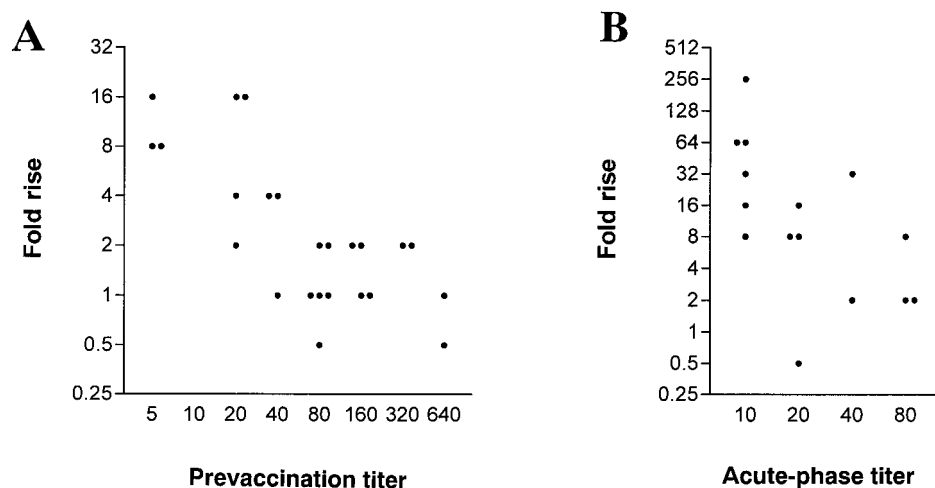 A
32
16
8
4
2
1
0.5
0.25
Fold rise
5 10 20 40 80 160 320 640
Prevaccination titer
B
512
256
128
64
32
16
8
4
2
1
0.5
0.25
Fold rise
10 20 40 80
Acute-phase titer